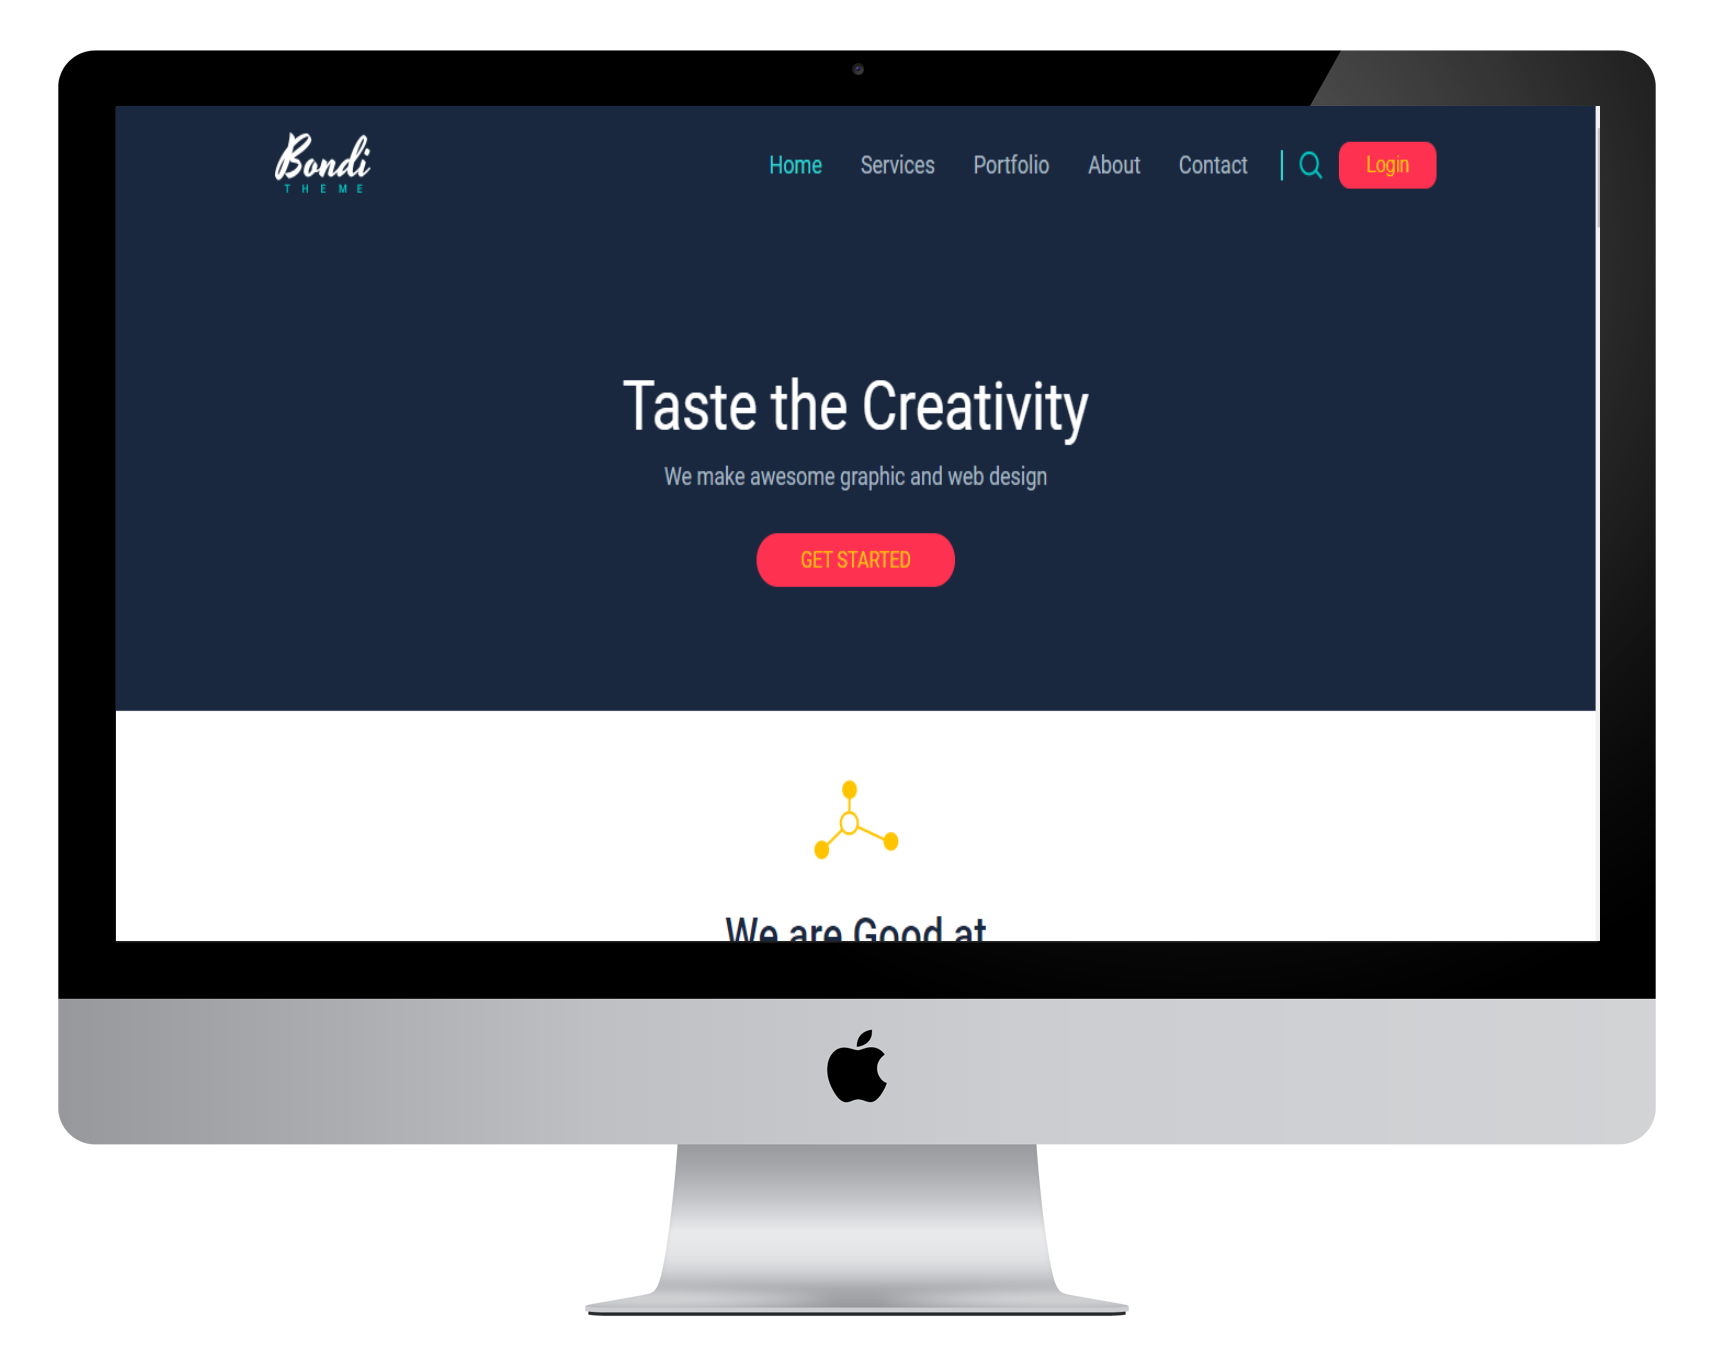 Bondi
THEME
Home Services Portfolio About Contact Login
Taste the Creativity
We make awesome graphic and web design
GET STARTED
We are Good at